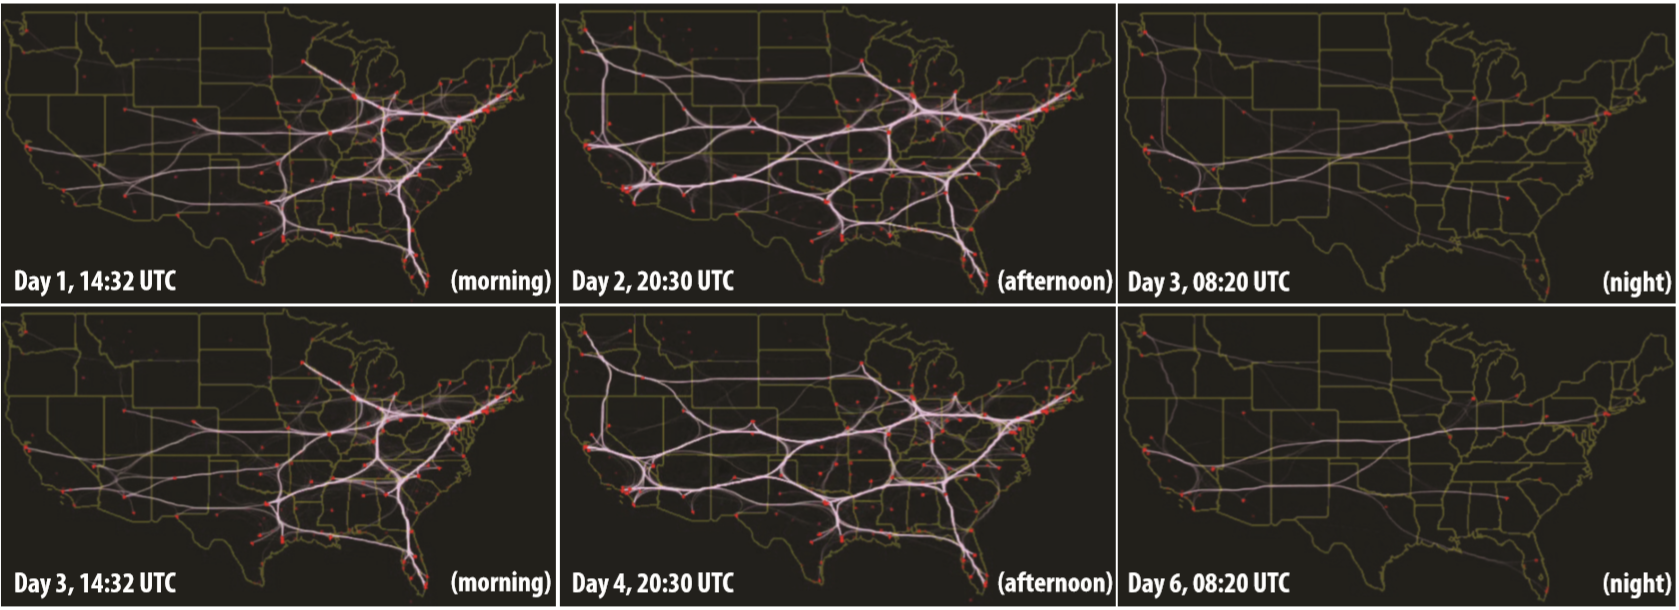 Day 1, 14:32 UTC (morning)
Day 2, 20:30 UTC (afternoon)
Day 3, 08:20 UTC (night)
Day 3, 14:32 UTC (morning)
Day 4, 20:30 UTC (afternoon)
Day 6, 08:20 UTC (night)